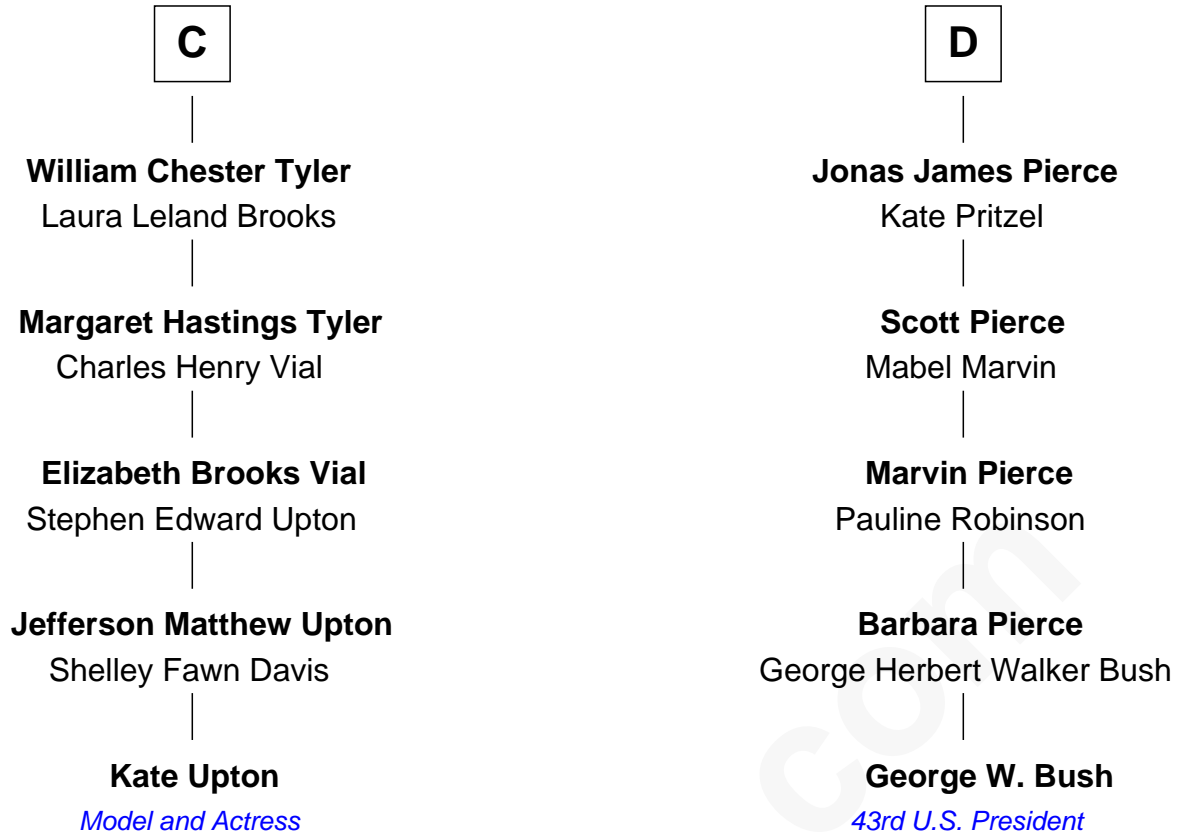 C
William Chester Tyler
Laura Leland Brooks
Margaret Hastings Tyler
Charles Henry Vial
Elizabeth Brooks Vial
Stephen Edward Upton
Jefferson Matthew Upton
Shelley Fawn Davis
Kate Upton
Model and Actress
D
Jonas James Pierce
Kate Pritzel
Scott Pierce
Mabel Marvin
Marvin Pierce
Pauline Robinson
Barbara Pierce
George Herbert Walker Bush
George W. Bush
43rd U.S. President
com